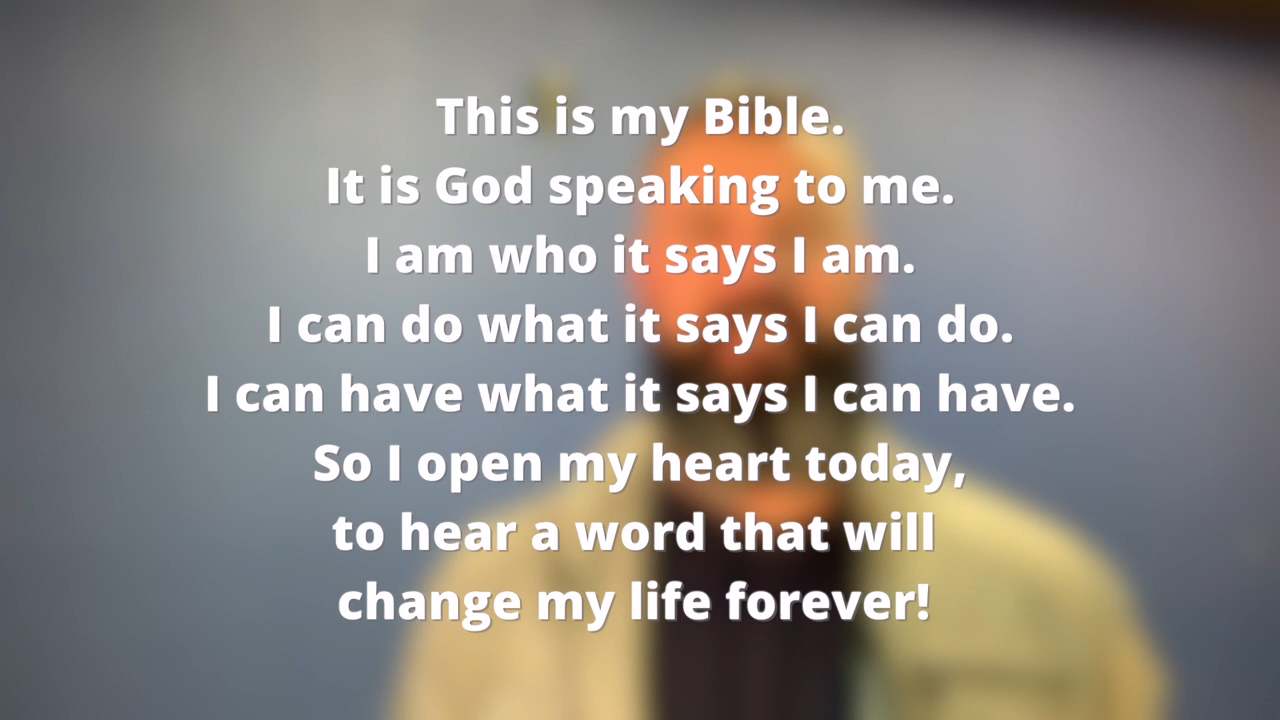 This is my Bible.
It is God speaking to me.
I am who it says I am.
I can do what it says I can do.
I can have what it says I can have.
So I open my heart today,
to hear a word that will
change my life forever!